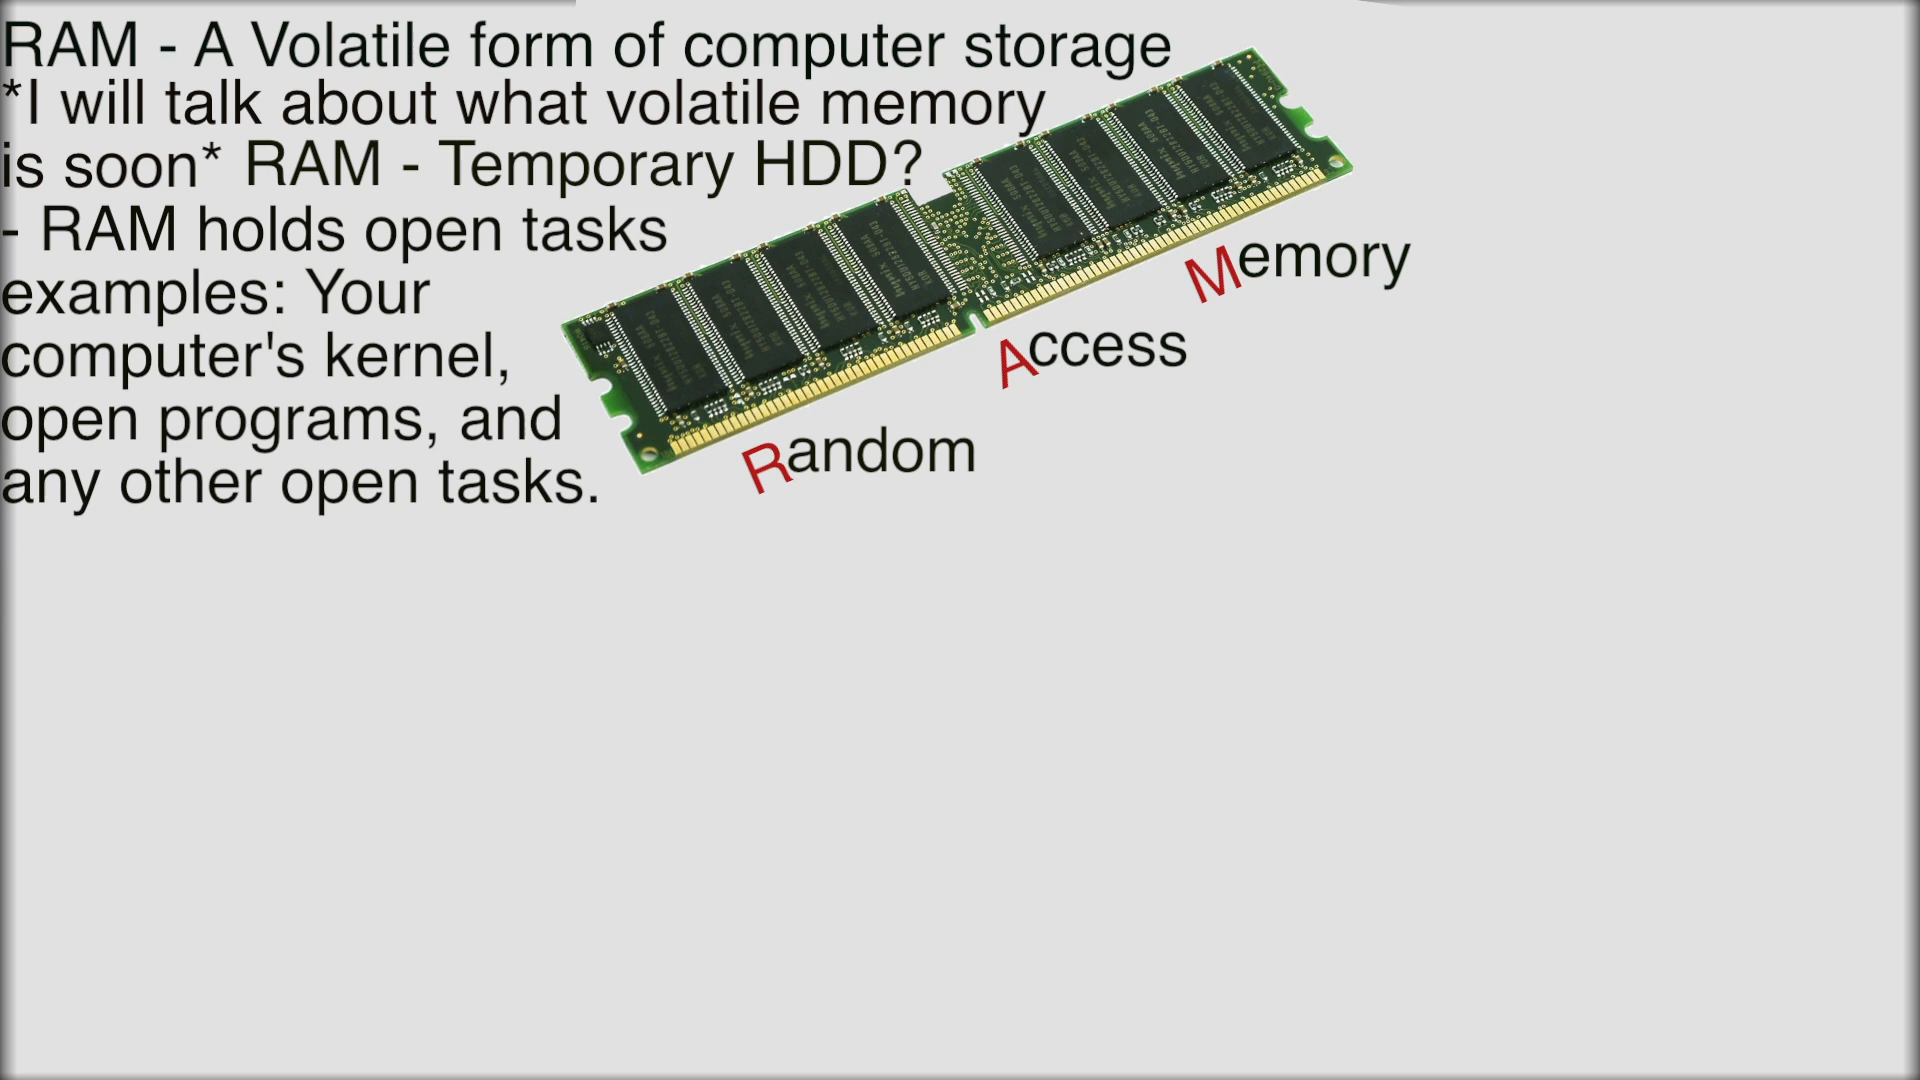 RAM - A Volatile form of computer storage
*I will talk about what volatile memory
is soon* RAM - Temporary HDD?
- RAM holds open tasks
examples: Your
computer's kernel,
open programs, and
any other open tasks.
Memory
Access
Random